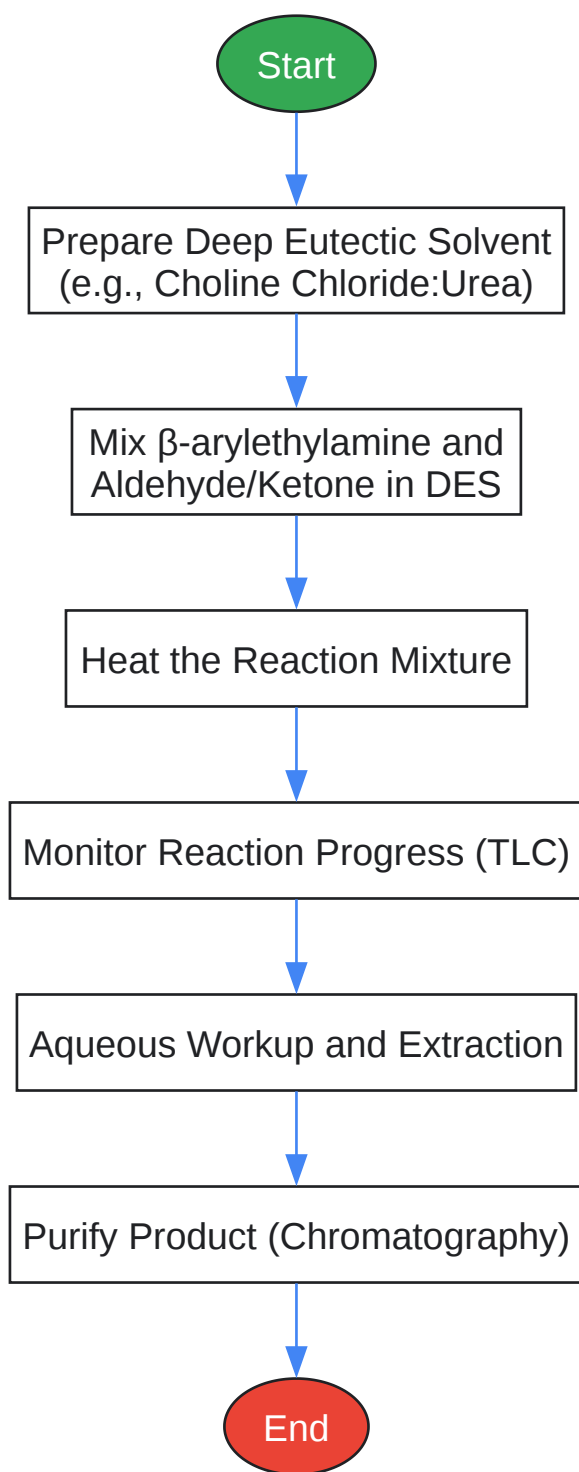 Start
Prepare Deep Eutectic Solvent
(e.g., Choline Chloride:Urea)
Mix β-arylethylamine and
Aldehyde/Ketone in DES
Heat the Reaction Mixture
Monitor Reaction Progress (TLC)
Aqueous Workup and Extraction
Purify Product (Chromatography)
End